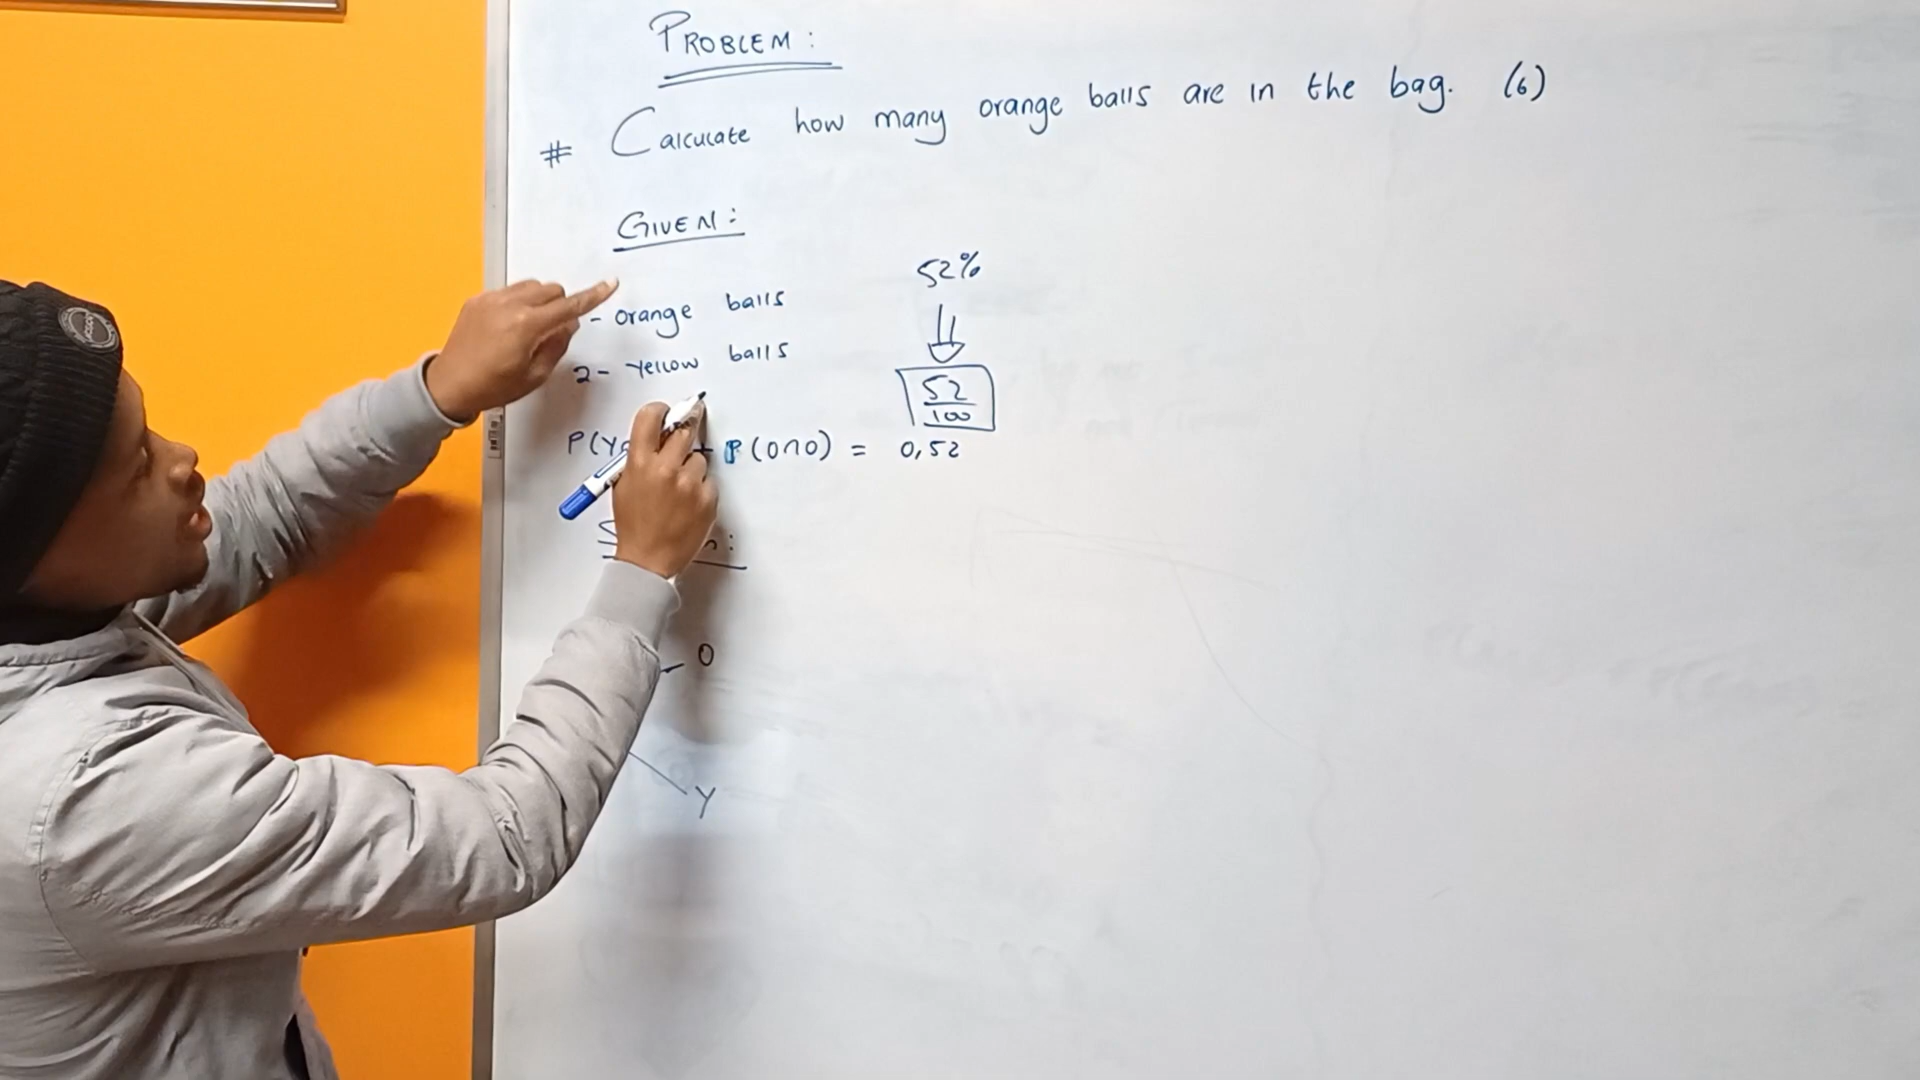 PROBLEM:
# Calculate how many orange balls are in the bag. (6)
GIVEN:
- orange balls
2 - yellow balls
52%
52
100
P(Y + P(O∩O) = 0,52
O
Y